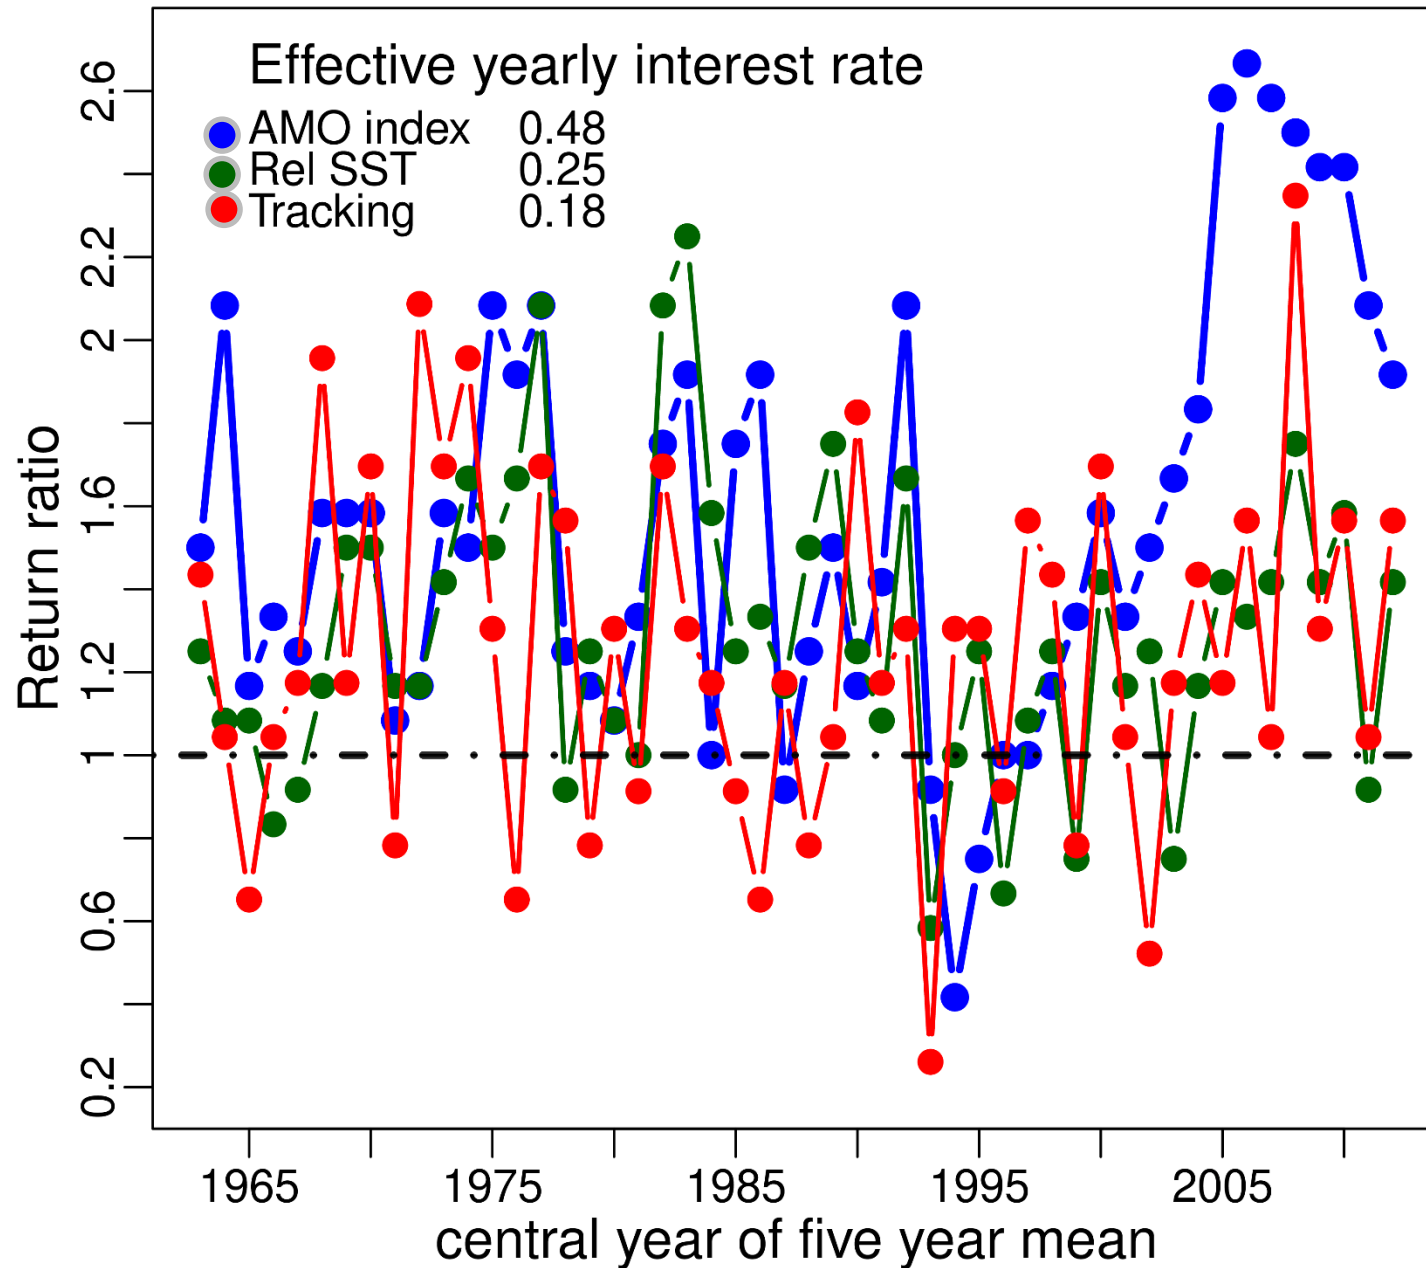 Effective yearly interest rate
AMO index 0.48
Rel SST 0.25
Tracking 0.18
Return ratio
2.6
2.2
2
1.6
1.2
1
0.6
0.2
1965 1975 1985 1995 2005
central year of five year mean